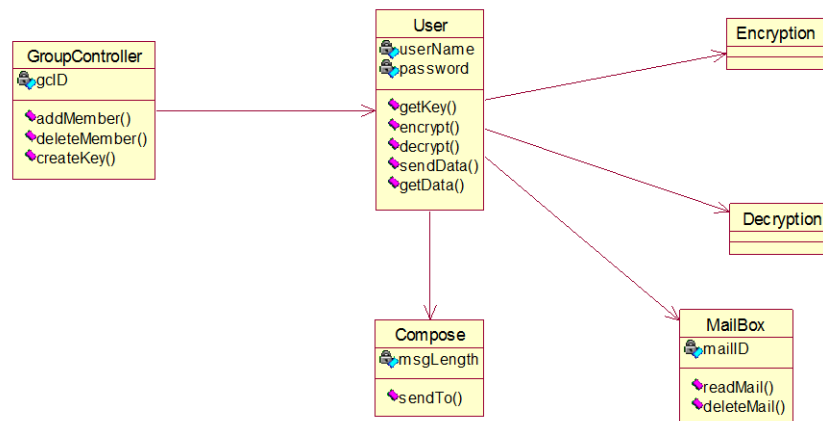 GroupController
gcID
addMember()
deleteMember()
createKey()
User
userName
password
getKey()
encrypt()
decrypt()
sendData()
getData()
Encryption
Decryption
Compose
msgLength
sendTo()
MailBox
mailID
readMail()
deleteMail()